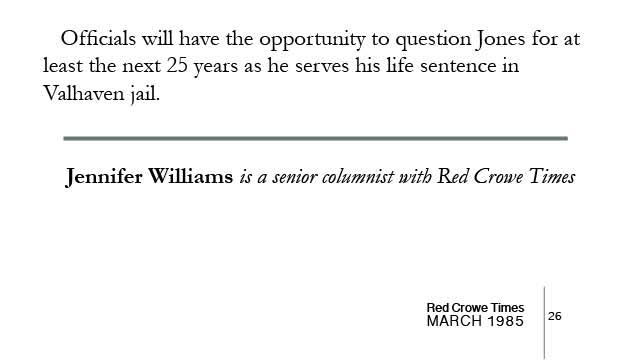 Officials will have the opportunity to question Jones for at
least the next 25 years as he serves his life sentence in
Valhaven jail.
Jennifer Williams is a senior columnist with Red Crowe Times
Red Crowe Times
MARCH 1985
26